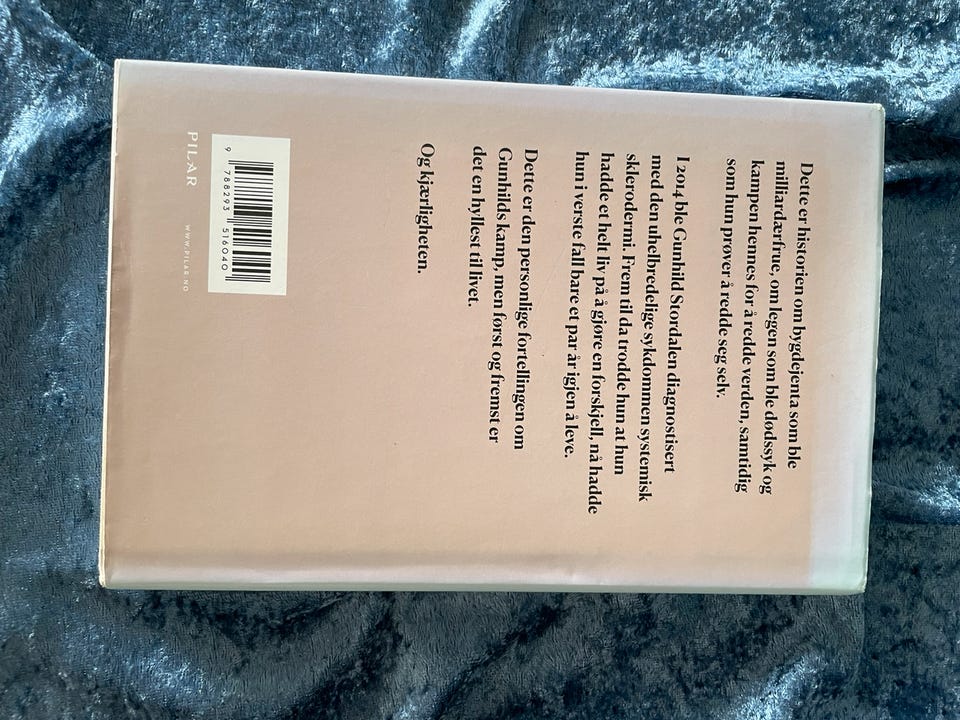 Dette er historien om bygdejenta som ble
milliardærfrue, om legen som ble dødssyk og
kampen hennes for å redde verden, samtidig
som hun prøver å redde seg selv.
I 2014 ble Gunhild Stordalen diagnostisert
med den uhelbredelige sykdommen systemisk
sklerodermi. Frem til da trodde hun at hun
hadde et helt liv på å gjøre en forskjell, nå hadde
hun i verste fall bare et par år igjen å leve.
Dette er den personlige fortellingen om
Gunhilds kamp, men først og fremst er
det en hyllest til livet.
Og kjærligheten.
9 788293 516040
PILAR
WWW.PILAR.NO